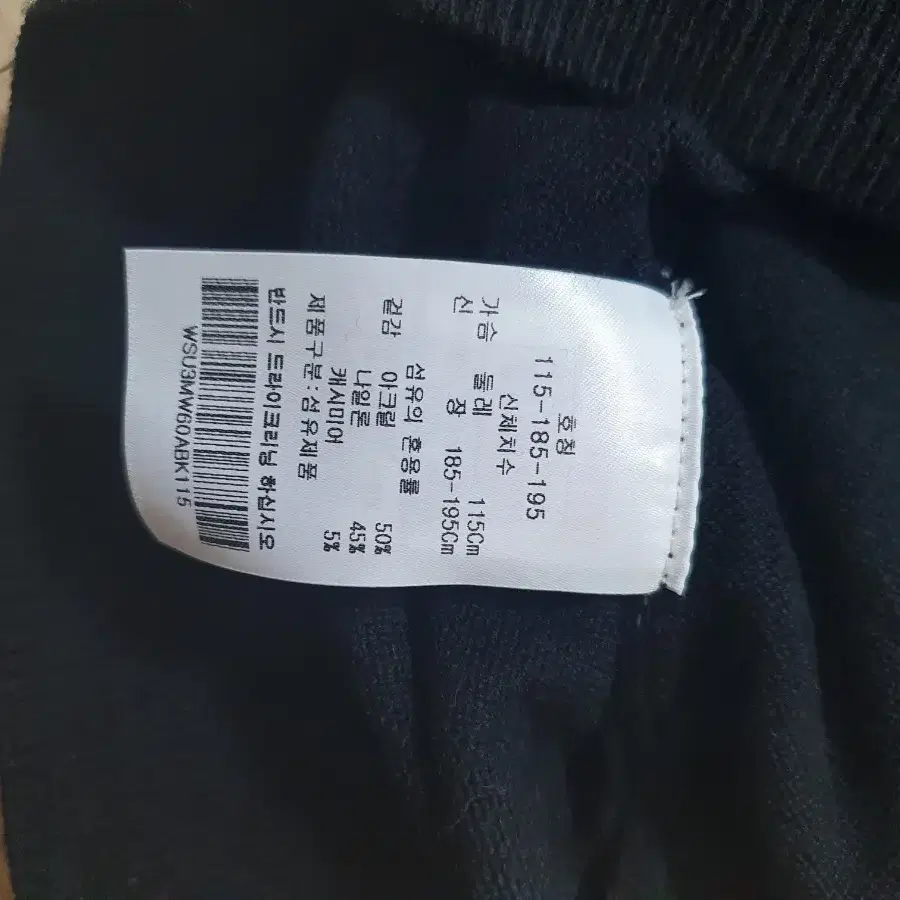 호칭
115-185-195
신체치수
가슴 둘레 115Cm
신 장 185-195Cm
섬유의 혼용률
겉감 아크릴 50%
나일론 45%
캐시미어 5%
제품구분:섬유제품
반드시 드라이크리닝 하십시오
WSU3MW60ABK115